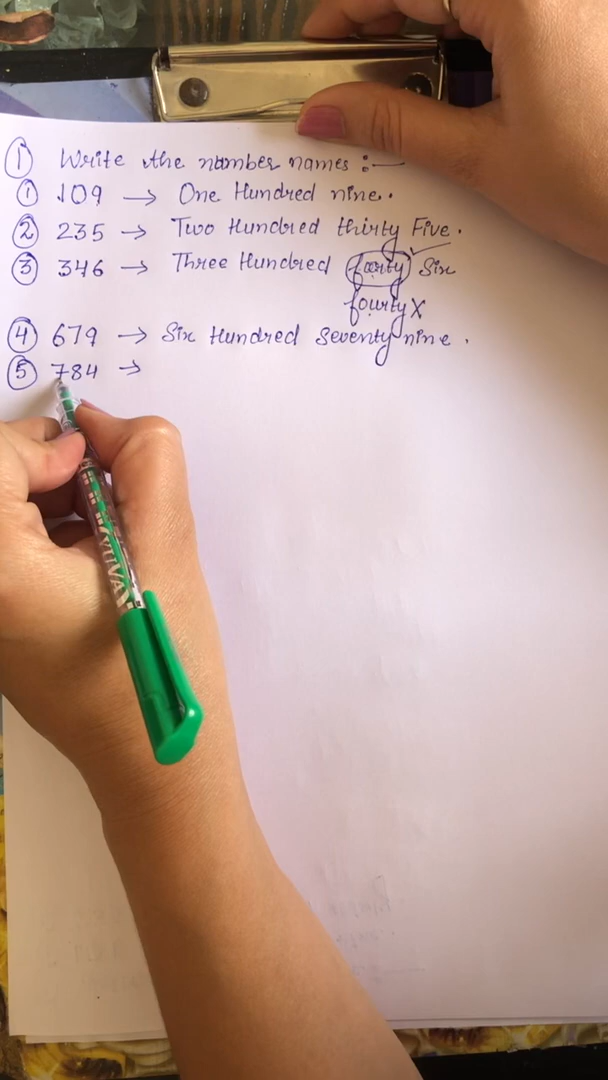 ① Write the number names :—
① 109 → One Hundred nine.
② 235 → Two Hundred thirty Five.
③ 346 → Three Hundred forty ✓ Six
fourty X
④ 679 → Six Hundred Seventy nine.
⑤ 784 →
YUVA